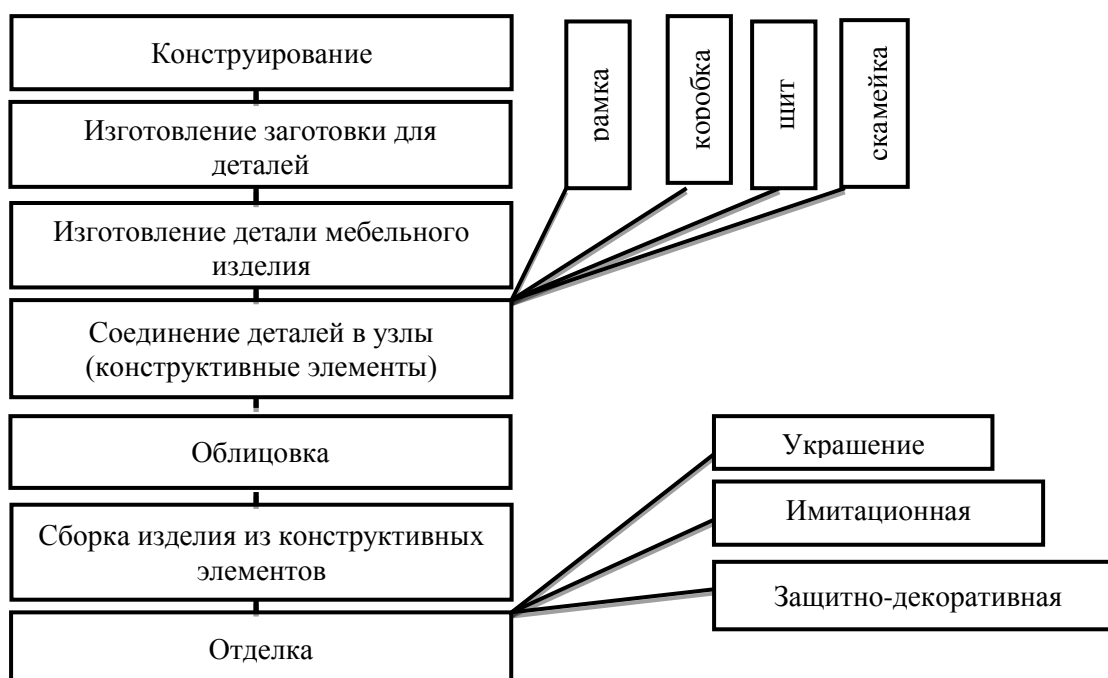 Конструирование
Изготовление заготовки для
деталей
Изготовление детали мебельного
изделия
Соединение деталей в узлы
(конструктивные элементы)
Облицовка
Сборка изделия из конструктивных
элементов
Отделка
рамка
коробка
щит
скамейка
Украшение
Имитационная
Защитно-декоративная